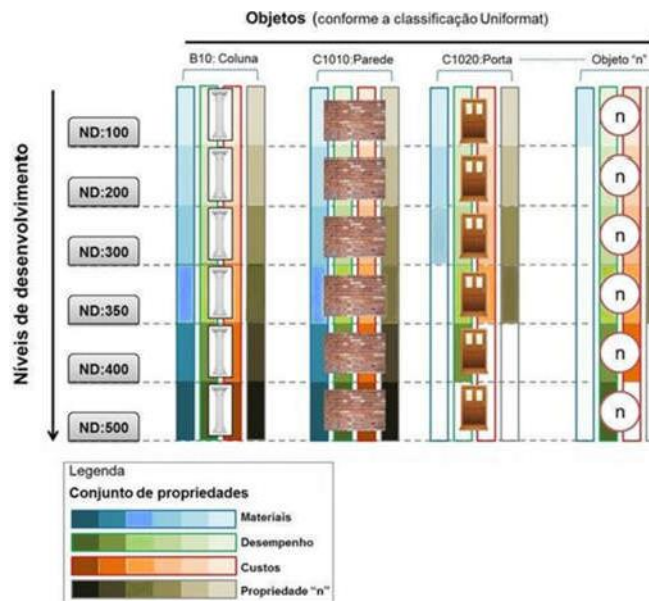 Objetos (conforme a classificação Uniformat)
B10: Coluna C1010:Parede C1020:Porta Objeto "n"
Níveis de desenvolvimento
ND:100
n
ND:200
n
ND:300
n
ND:350
n
ND:400
n
ND:500
n
Legenda
Conjunto de propriedades
Materiais
Desempenho
Custos
Propriedade "n"